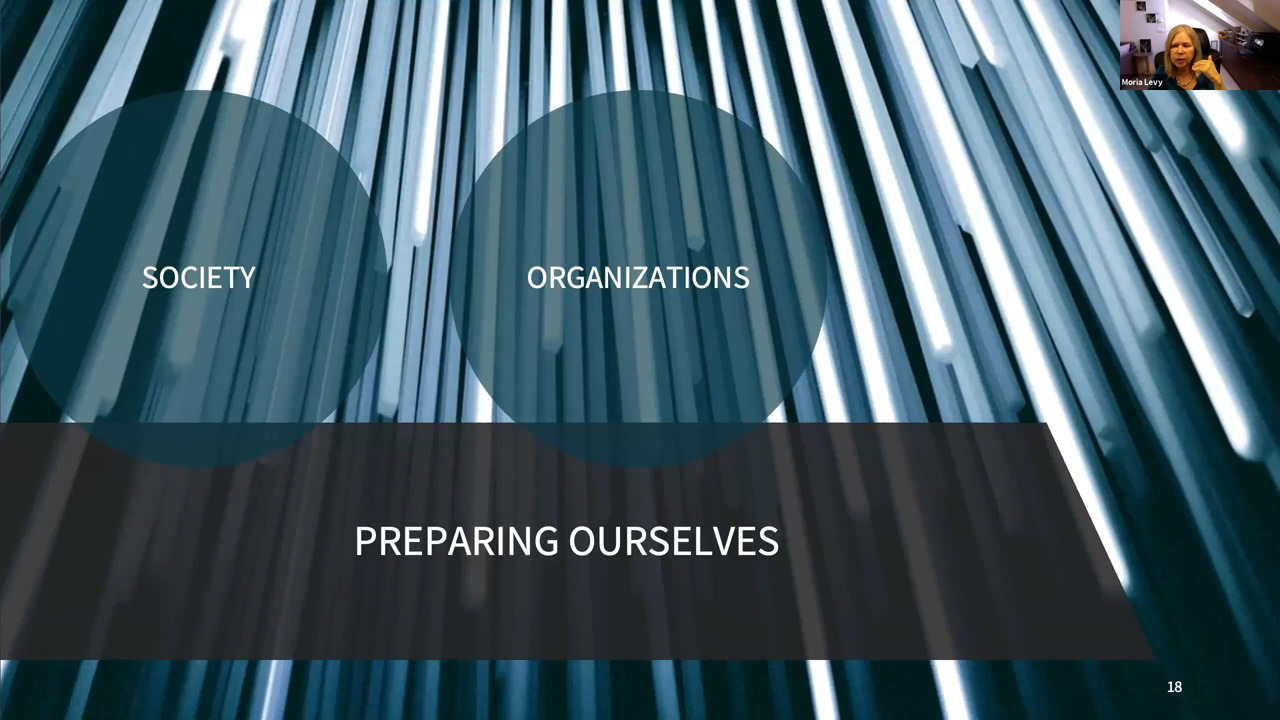 Moria Levy
SOCIETY
ORGANIZATIONS
PREPARING OURSELVES
18